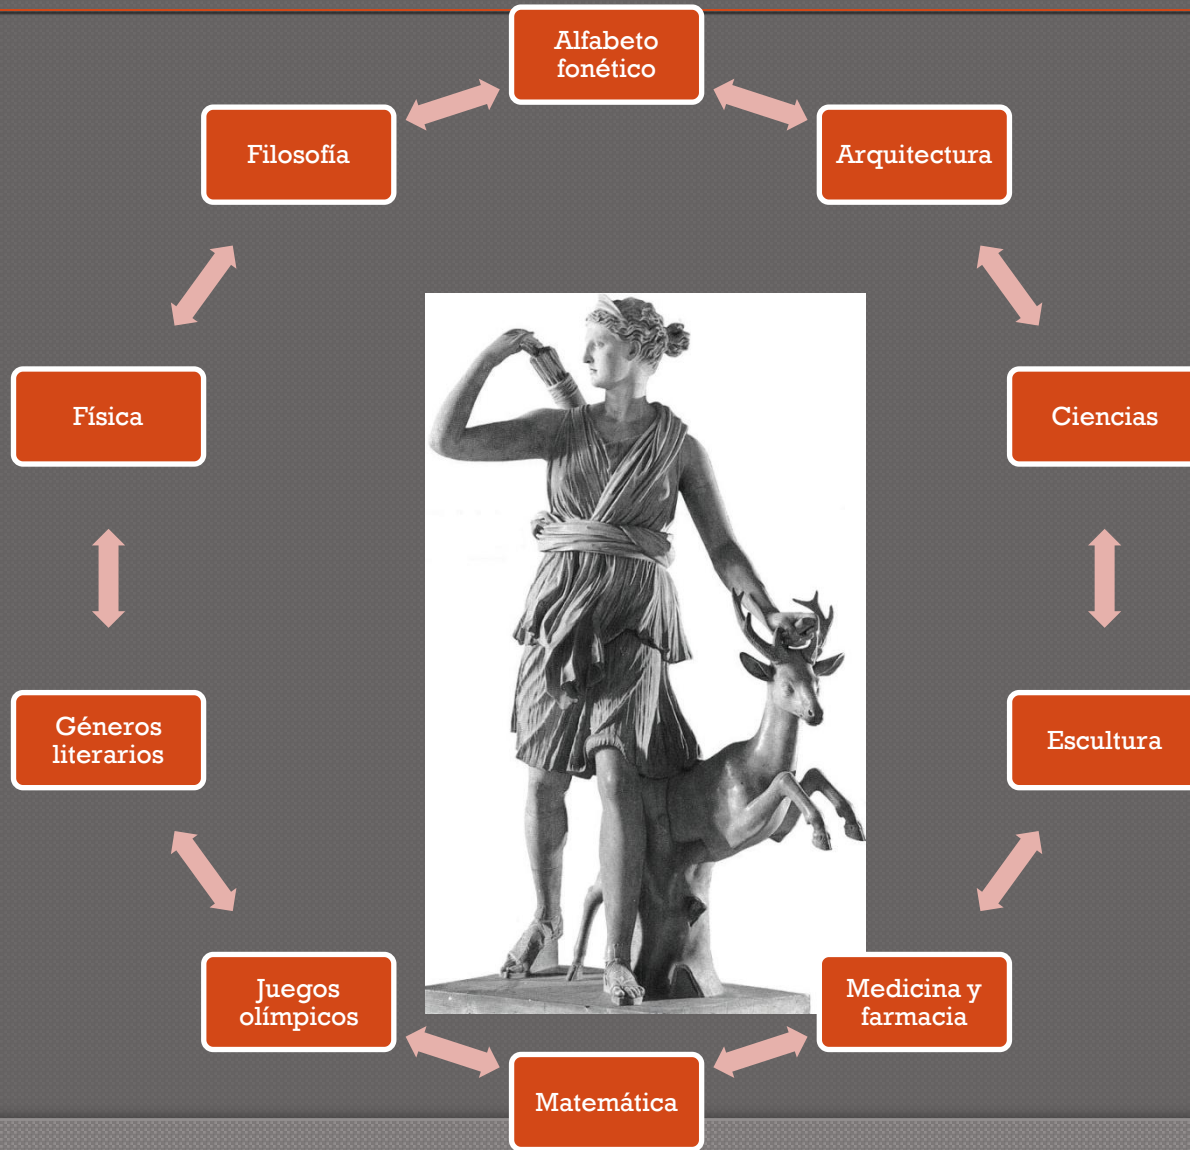 Alfabeto
fonético
Arquitectura
Ciencias
Escultura
Medicina y
farmacia
Matemática
Juegos
olímpicos
Géneros
literarios
Física
Filosofía